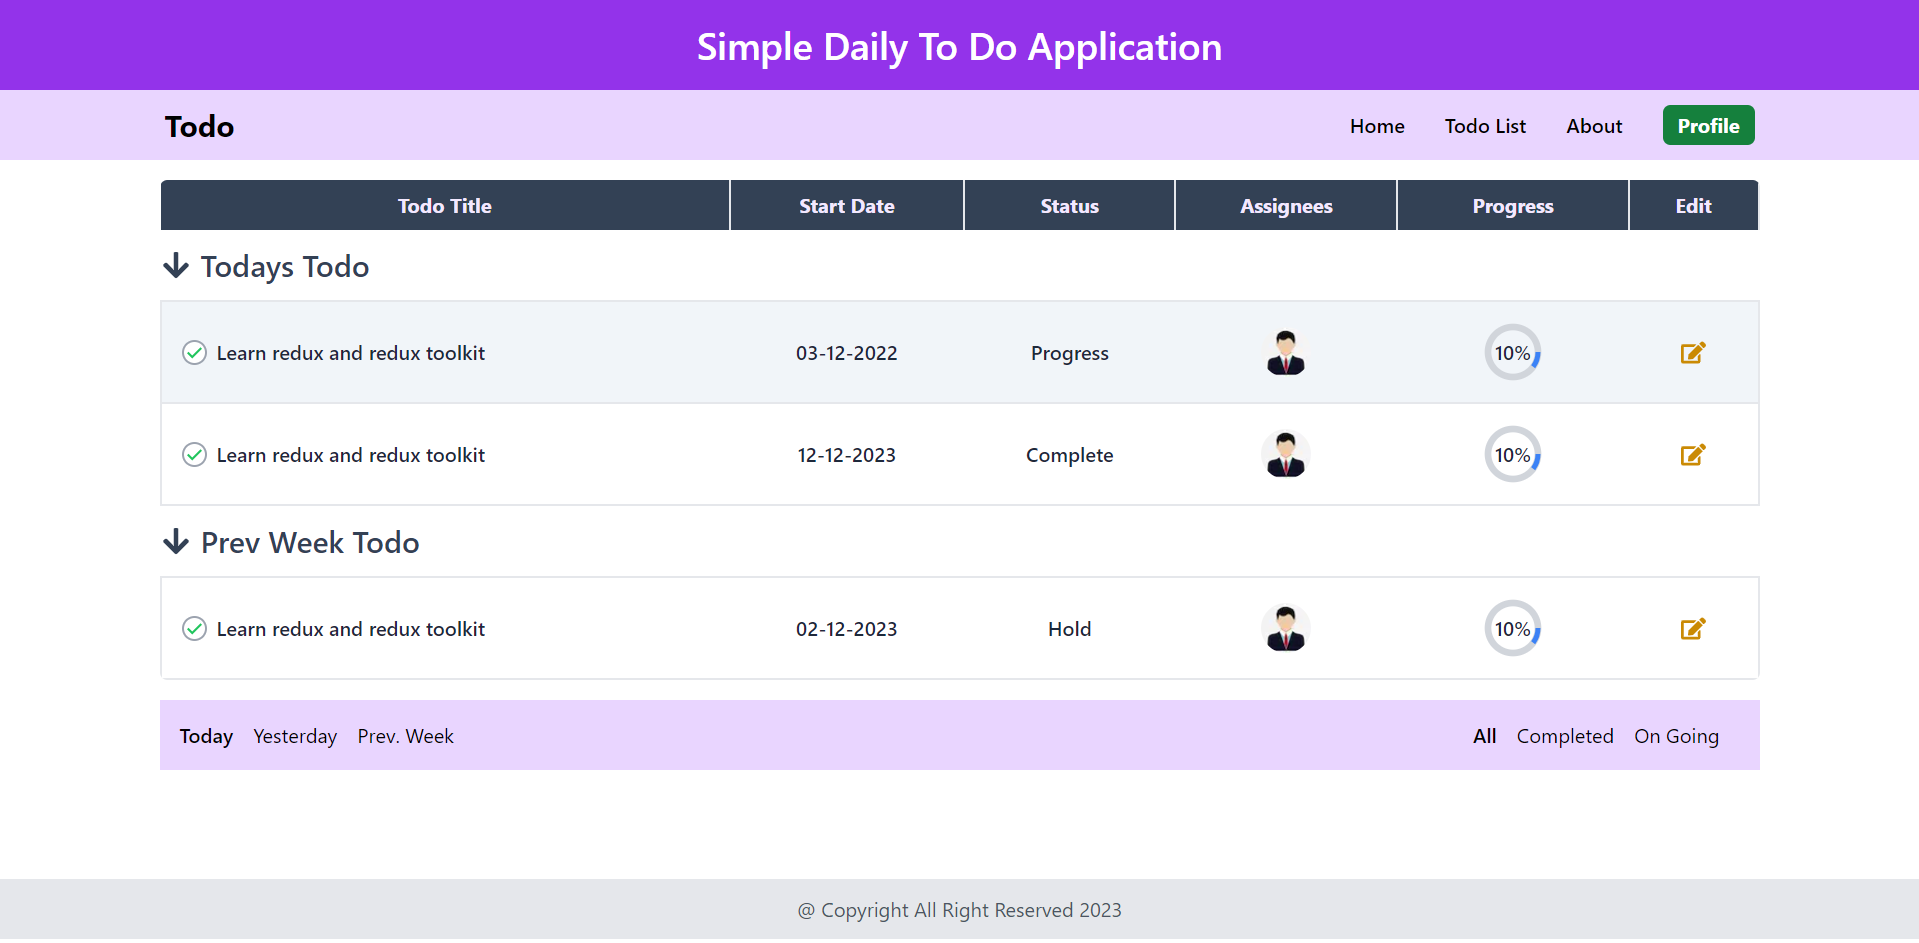 Simple Daily To Do Application
Todo Home Todo List About Profile
Todo Title Start Date Status Assignees Progress Edit
Todays Todo
Learn redux and redux toolkit 03-12-2022 Progress 10%
Learn redux and redux toolkit 12-12-2023 Complete 10%
Prev Week Todo
Learn redux and redux toolkit 02-12-2023 Hold 10%
Today Yesterday Prev. Week All Completed On Going
@ Copyright All Right Reserved 2023